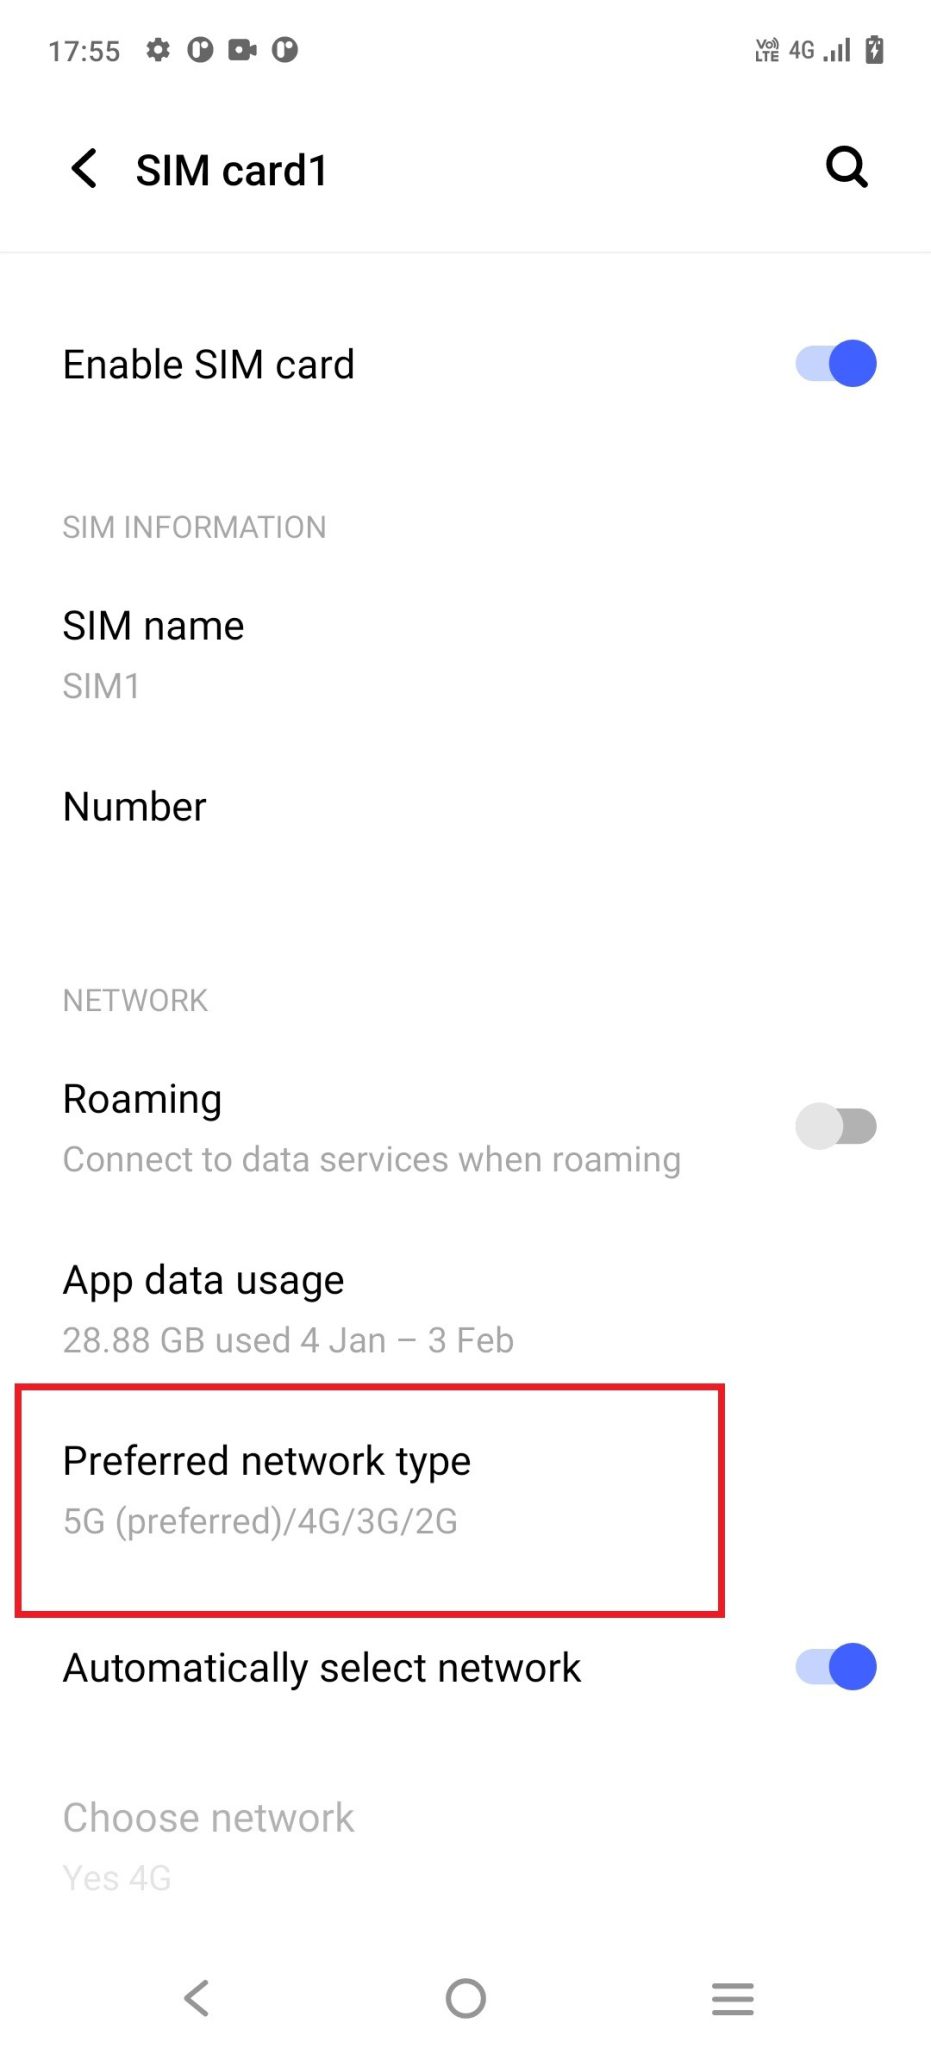 17:55 VoLTE 4G
SIM card1
Enable SIM card
SIM INFORMATION
SIM name
SIM1
Number
NETWORK
Roaming
Connect to data services when roaming
App data usage
28.88 GB used 4 Jan – 3 Feb
Preferred network type
5G (preferred)/4G/3G/2G
Automatically select network
Choose network
Yes 4G